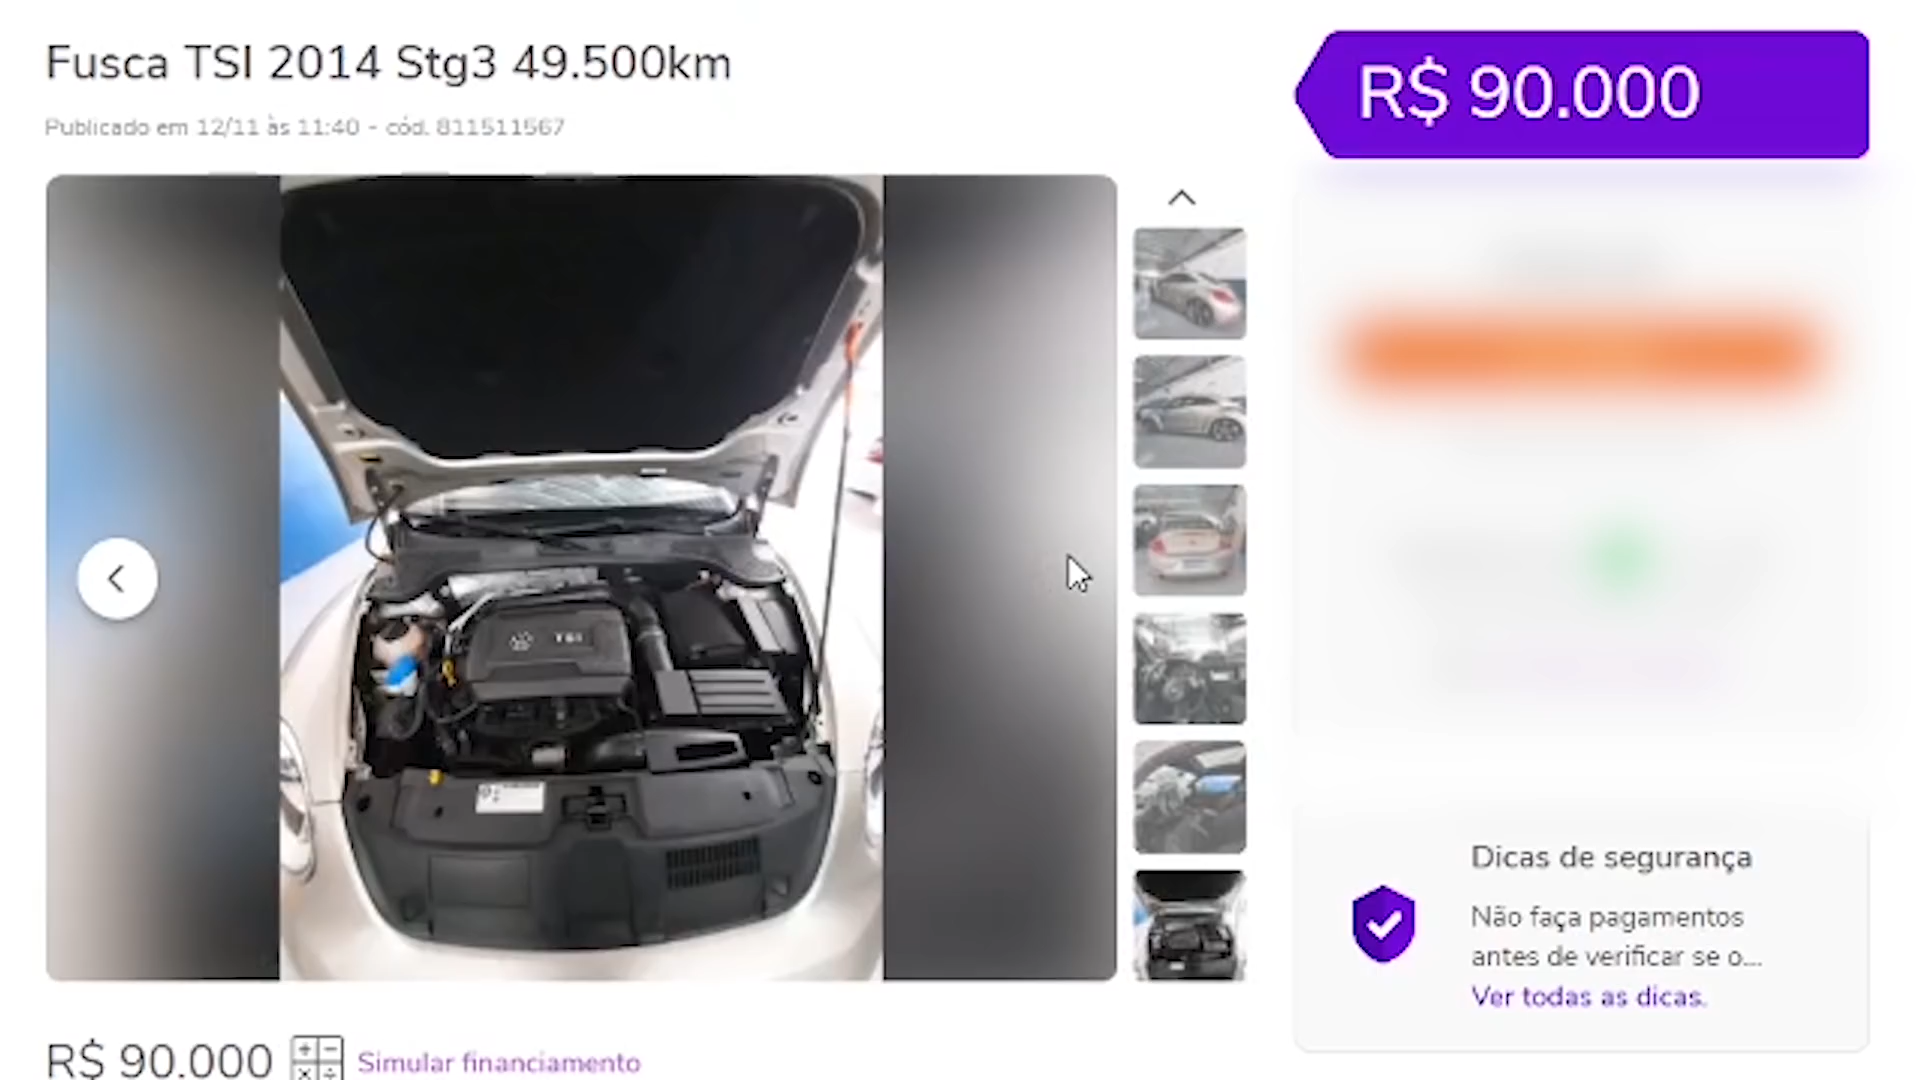 Fusca TSI 2014 Stg3 49.500km
Publicado em 12/11 às 11:40 - cód. 811511567
R$ 90.000
TSI
Dicas de segurança
Não faça pagamentos
antes de verificar se o...
Ver todas as dicas.
R$ 90.000
Simular financiamento